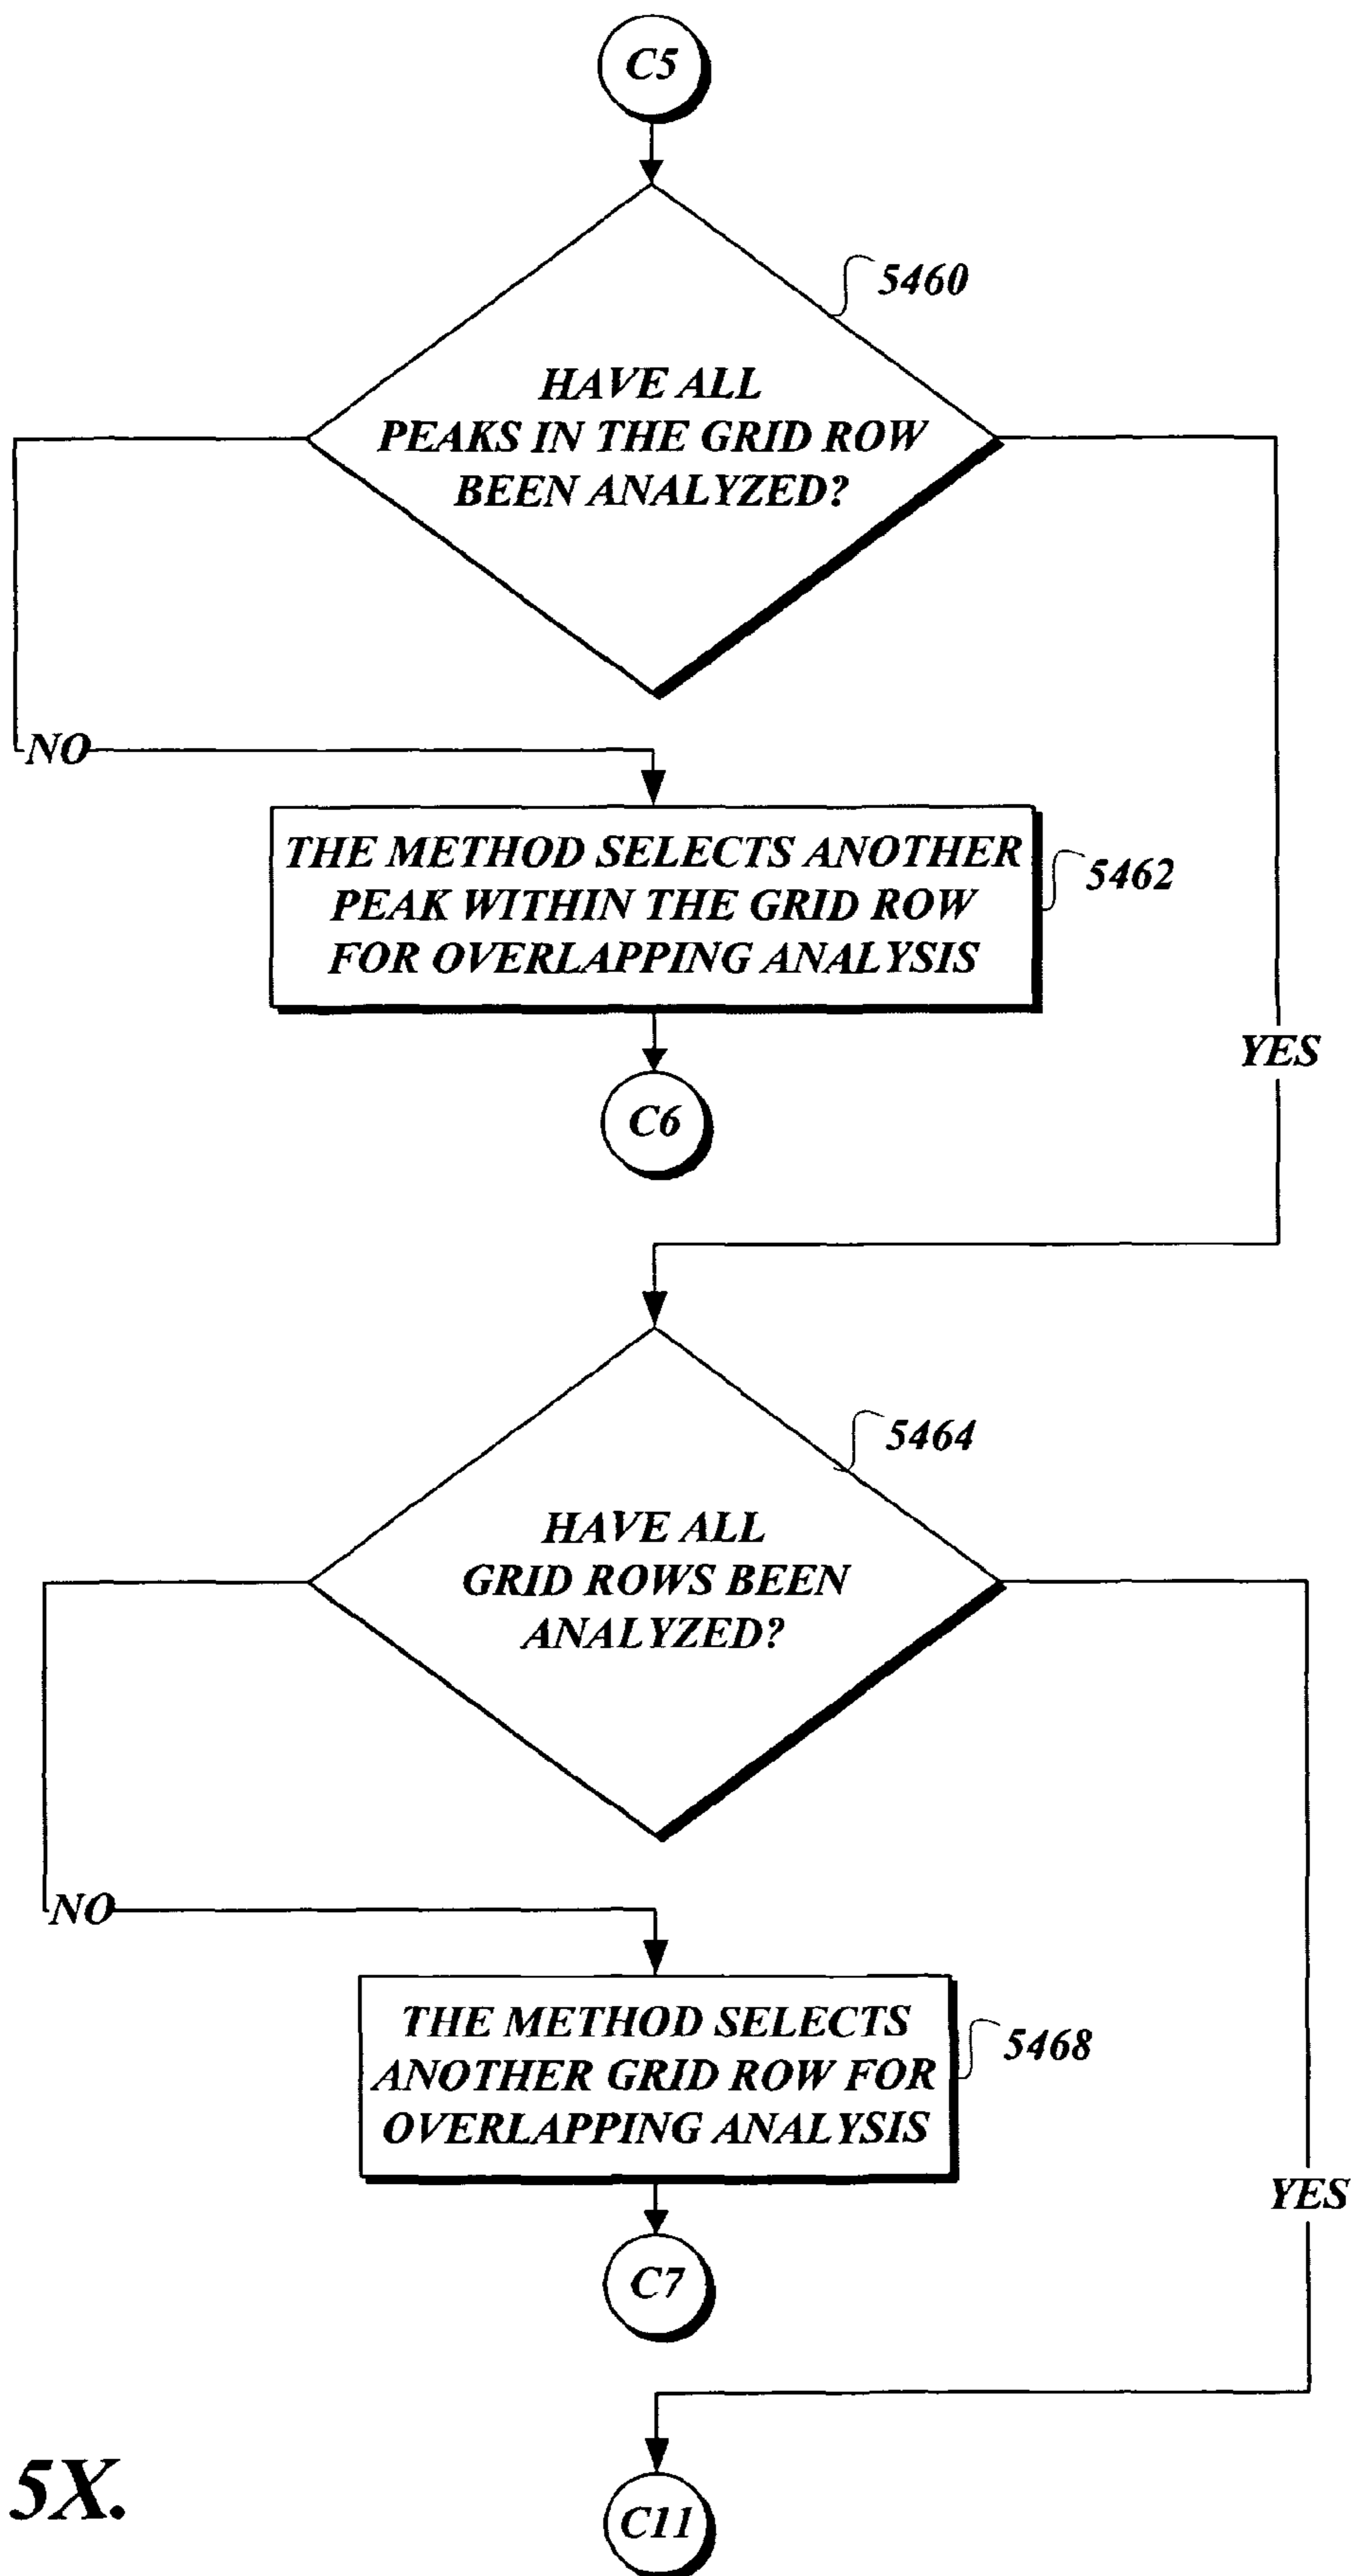 C5
5460
HAVE ALL
PEAKS IN THE GRID ROW
BEEN ANALYZED?
NO
THE METHOD SELECTS ANOTHER
PEAK WITHIN THE GRID ROW
FOR OVERLAPPING ANALYSIS
5462
YES
C6
5464
HAVE ALL
GRID ROWS BEEN
ANALYZED?
NO
THE METHOD SELECTS
ANOTHER GRID ROW FOR
OVERLAPPING ANALYSIS
5468
YES
C7
5X.
C11